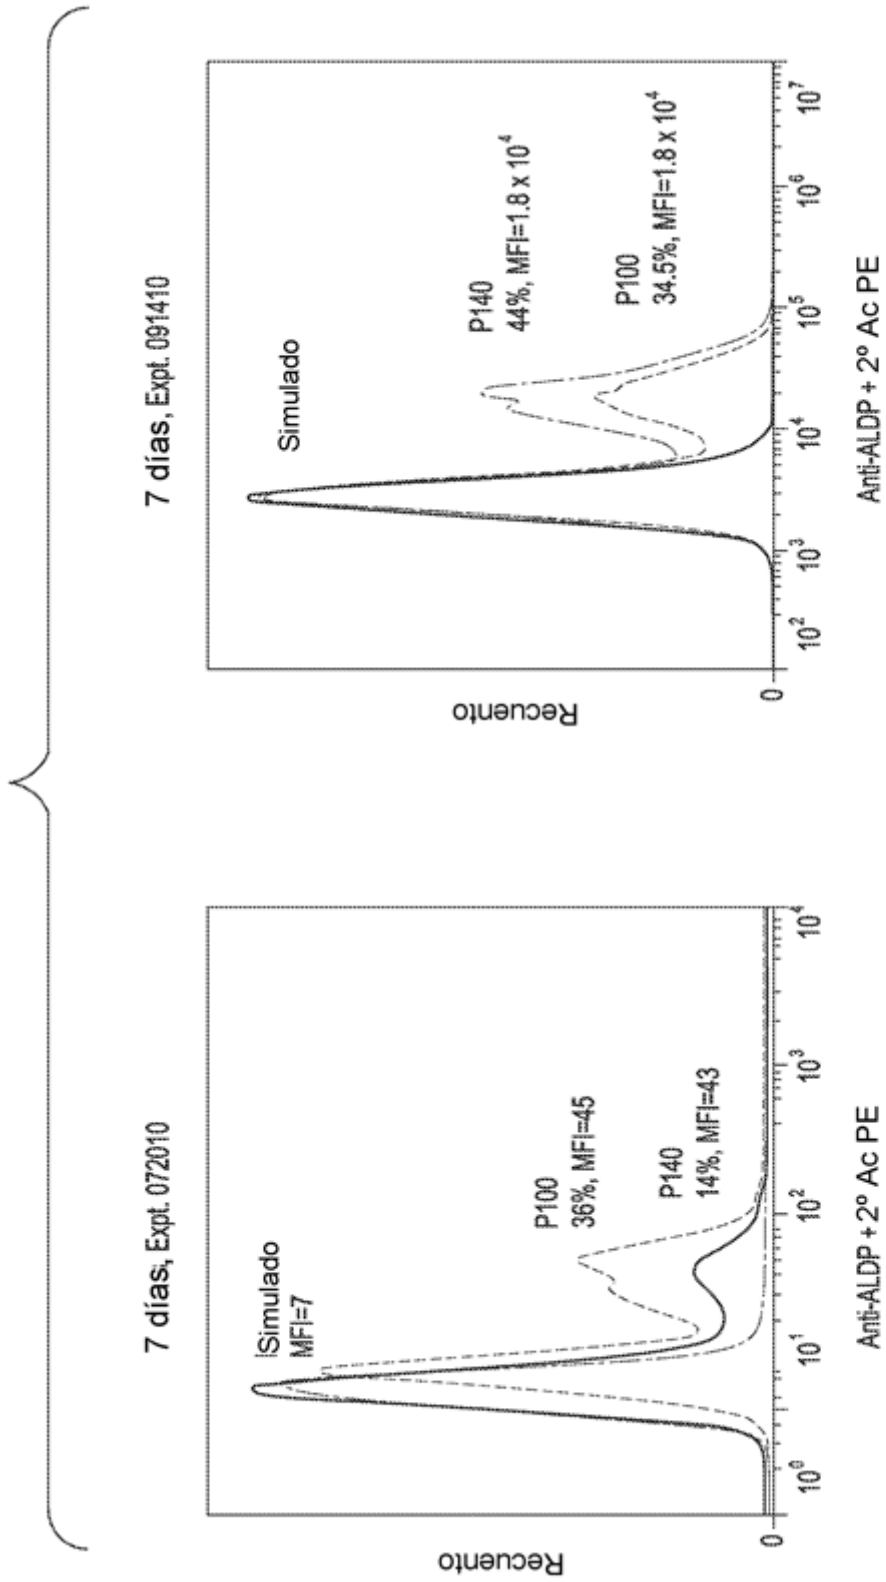 7 días, Expt. 072010
Recuento
|Simulado
MFI=7
P100
36%, MFI=45
P140
14%, MFI=43
0
10⁰
10¹
10²
10³
10⁴
Anti-ALDP + 2º Ac PE
7 días, Expt. 091410
Recuento
Simulado
P140
44%, MFI=1.8 x 10⁴
P100
34.5%, MFI=1.8 x 10⁴
0
10²
10³
10⁴
10⁵
10⁶
10⁷
Anti-ALDP + 2º Ac PE